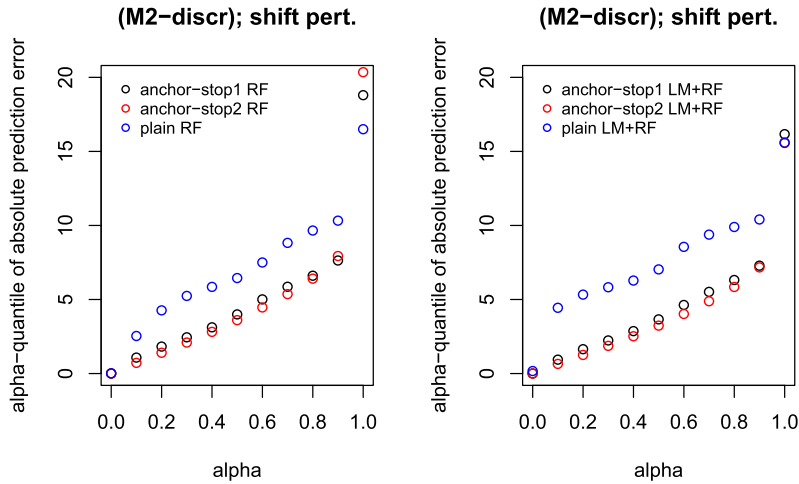 (M2−discr); shift pert.
alpha−quantile of absolute prediction error
20
15
10
5
0
anchor−stop1 RF
anchor−stop2 RF
plain RF
0.0 0.2 0.4 0.6 0.8 1.0
alpha
(M2−discr); shift pert.
alpha−quantile of absolute prediction error
20
15
10
5
0
anchor−stop1 LM+RF
anchor−stop2 LM+RF
plain LM+RF
0.0 0.2 0.4 0.6 0.8 1.0
alpha